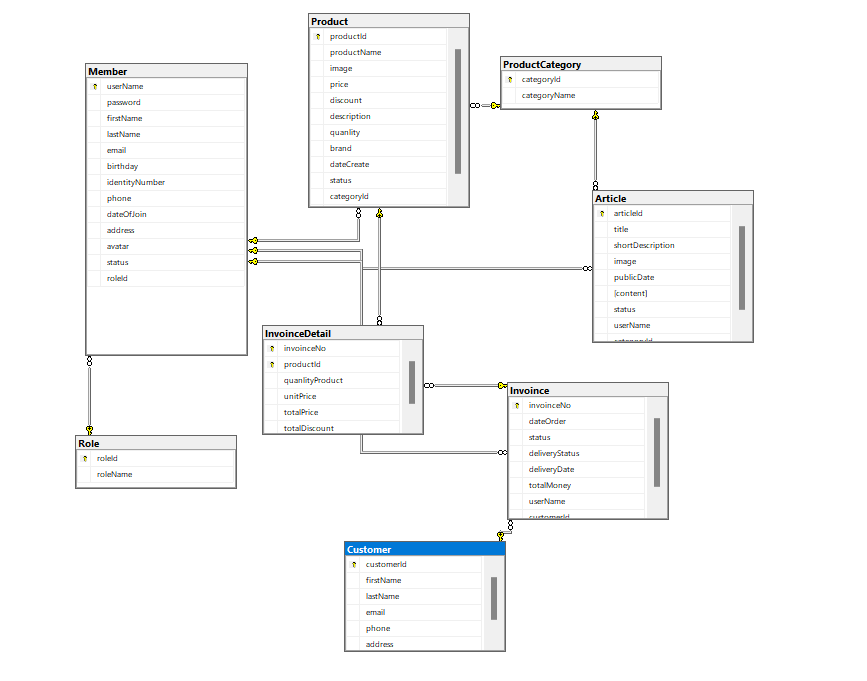 Product
productId
productName
image
price
discount
description
quanlity
brand
dateCreate
status
categoryId
ProductCategory
categoryId
categoryName
Member
userName
password
firstName
lastName
email
birthday
identityNumber
phone
dateOfJoin
address
avatar
status
roleId
Article
articleId
title
shortDescription
image
publicDate
[content]
status
userName
categoryId
InvoinceDetail
invoinceNo
productId
quanlityProduct
unitPrice
totalPrice
totalDiscount
Invoince
invoinceNo
dateOrder
status
deliveryStatus
deliveryDate
totalMoney
userName
customerId
Role
roleId
roleName
Customer
customerId
firstName
lastName
email
phone
address